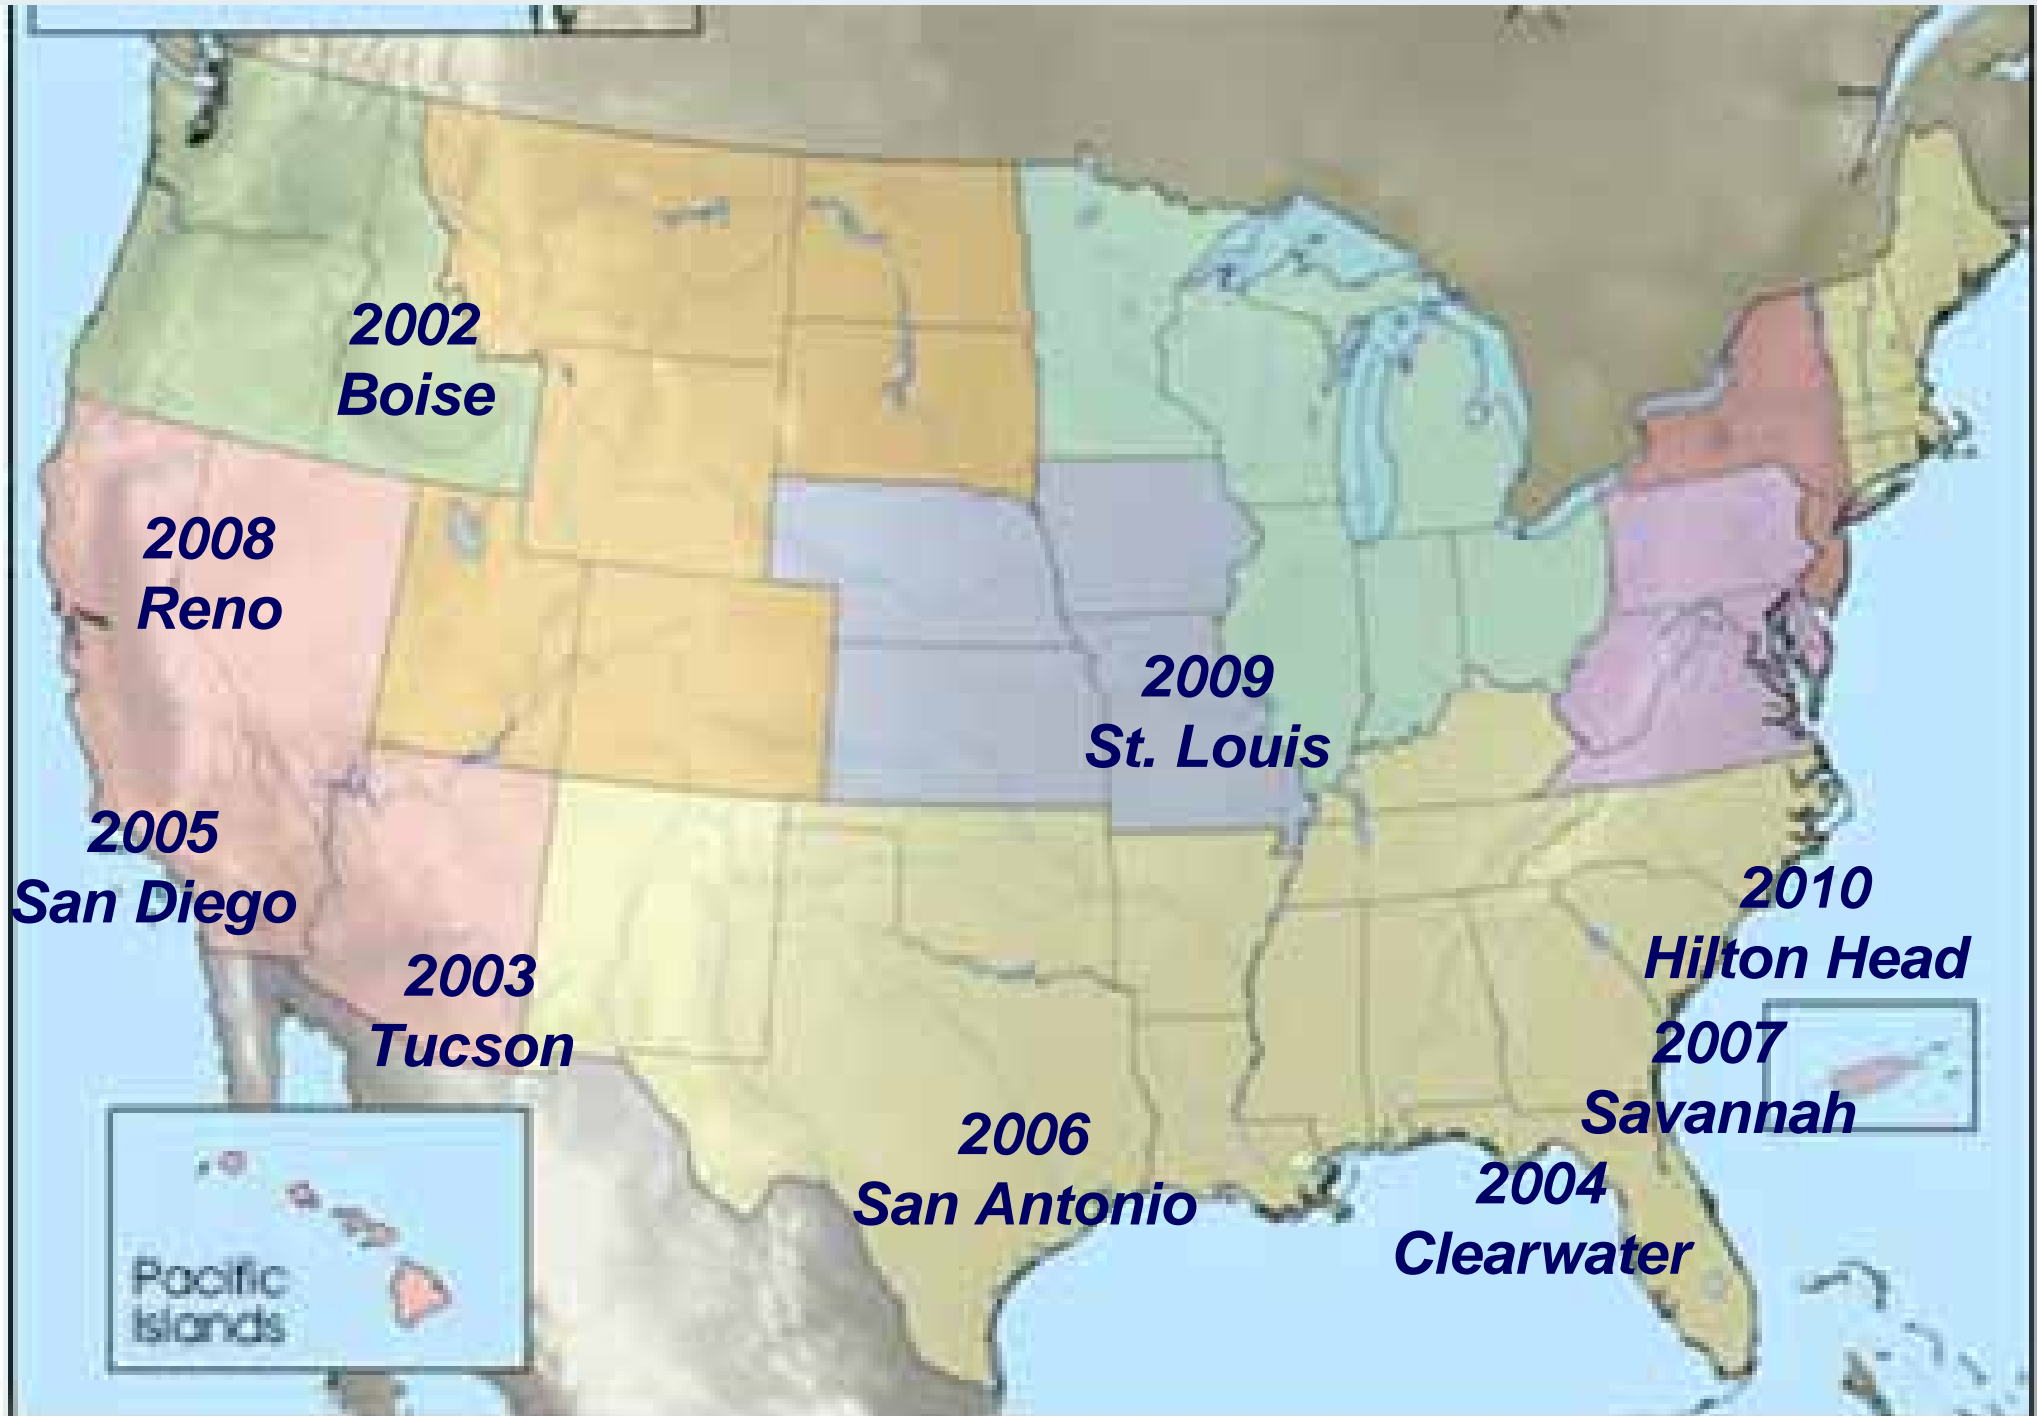 2002
Boise
2008
Reno
2009
St. Louis
2005
San Diego
2010
Hilton Head
2003
Tucson
2007
Savannah
2006
San Antonio
2004
Clearwater
Pacific
Islands